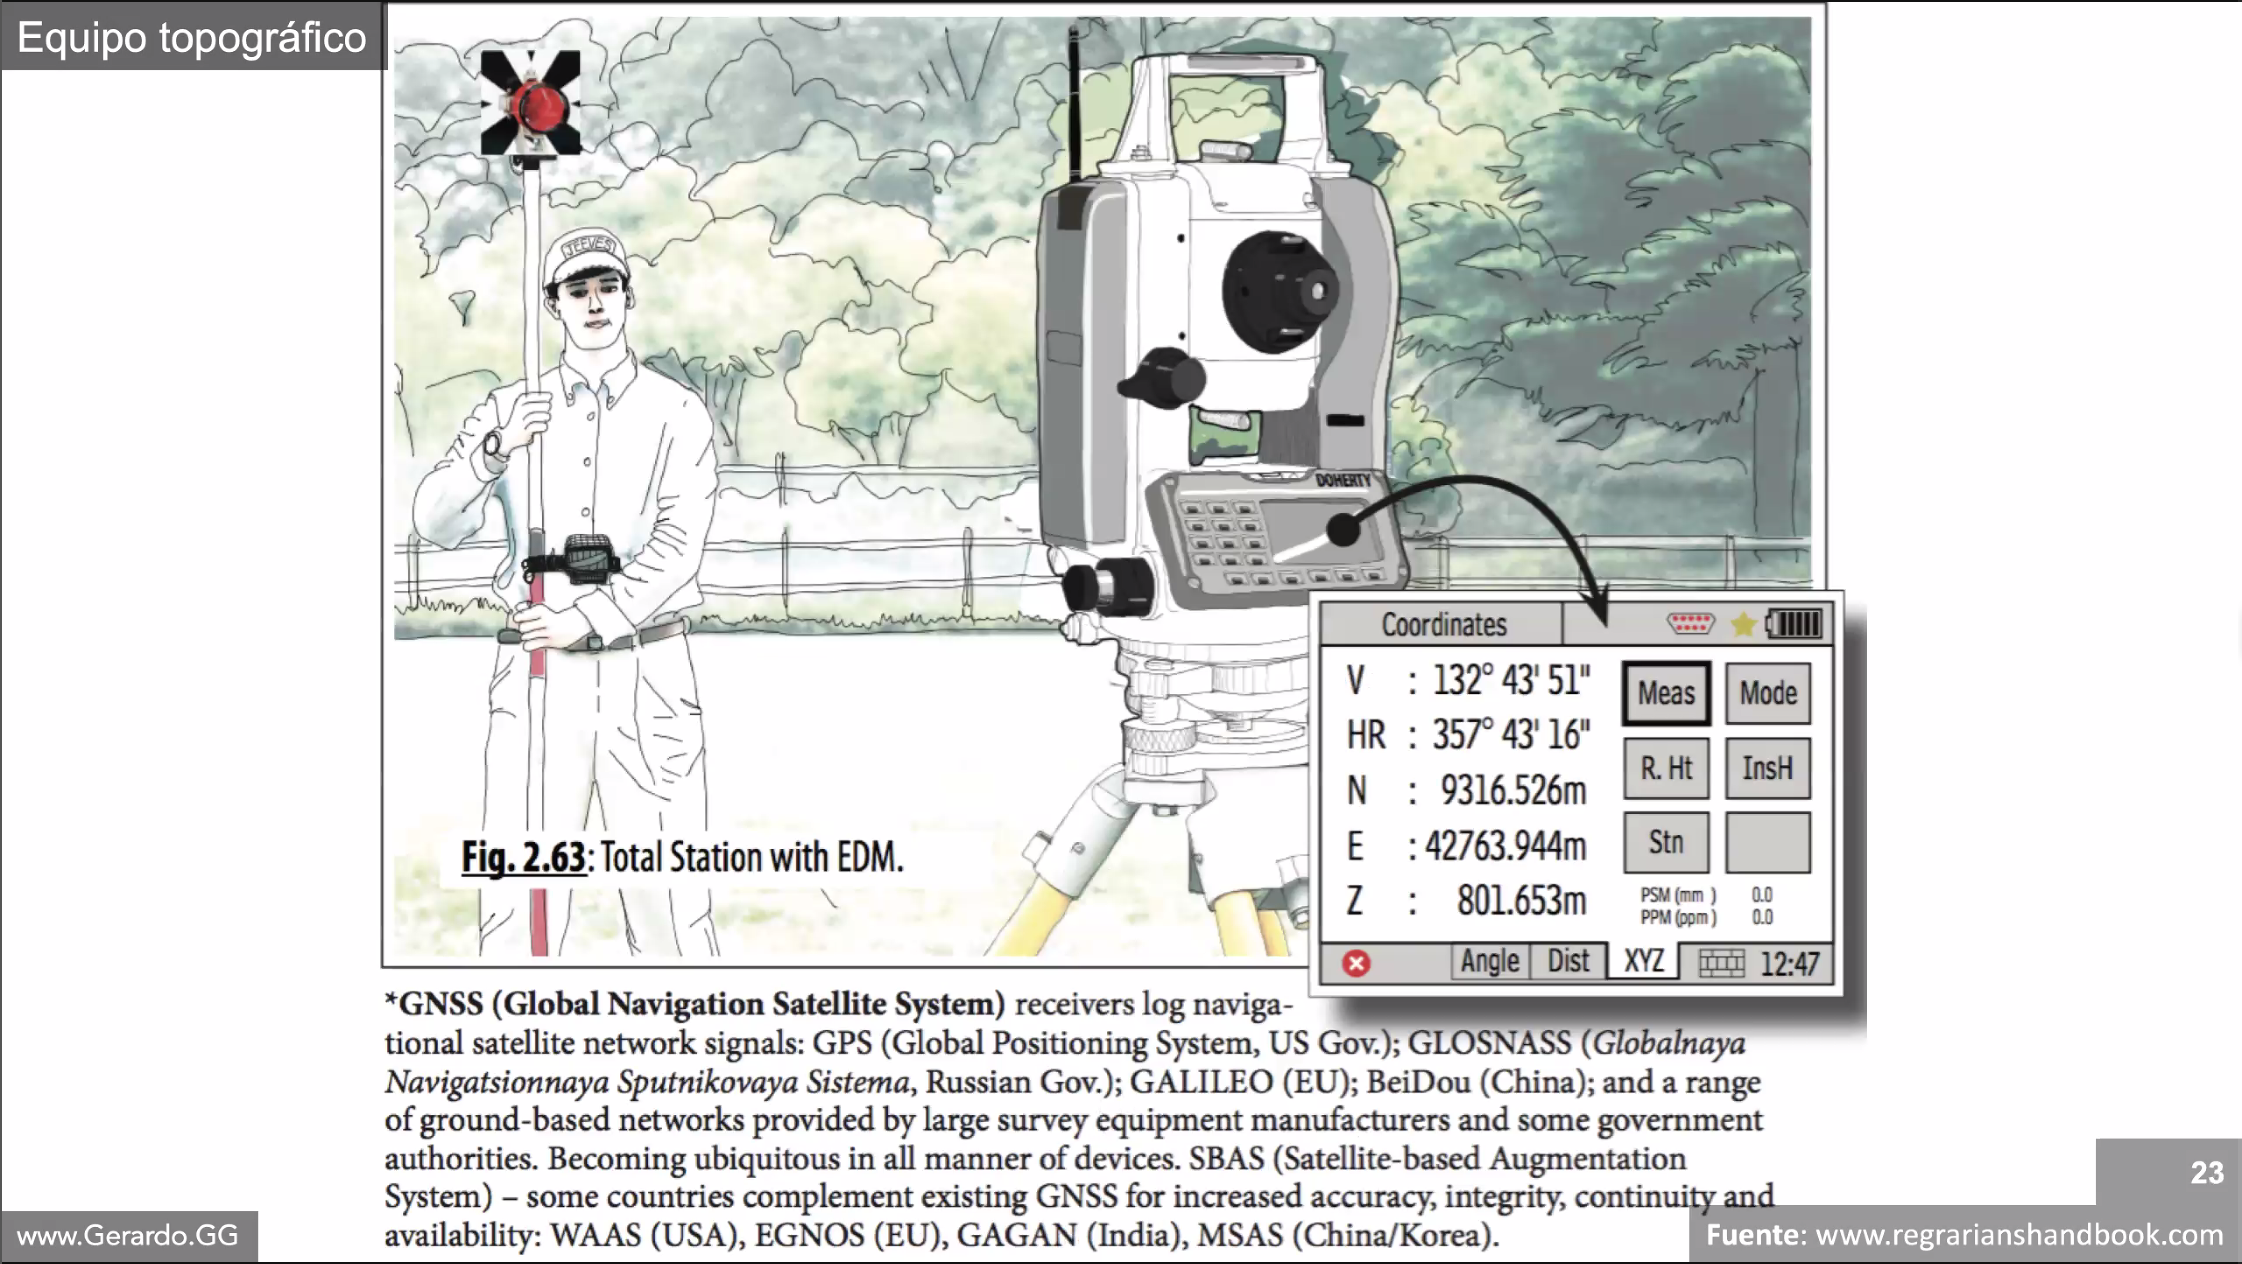 Equipo topográfico
JEEVES
DOHERTY
Coordinates
V : 132° 43' 51"
HR : 357° 43' 16"
N : 9316.526m
E : 42763.944m
Z : 801.653m
Meas
Mode
R. Ht
InsH
Stn
PSM (mm ) 0.0
PPM (ppm ) 0.0
Angle
Dist
XYZ
12:47
Fig. 2.63: Total Station with EDM.
*GNSS (Global Navigation Satellite System) receivers log naviga-
tional satellite network signals: GPS (Global Positioning System, US Gov.); GLOSNASS (Globalnaya
Navigatsionnaya Sputnikovaya Sistema, Russian Gov.); GALILEO (EU); BeiDou (China); and a range
of ground-based networks provided by large survey equipment manufacturers and some government
authorities. Becoming ubiquitous in all manner of devices. SBAS (Satellite-based Augmentation
System) – some countries complement existing GNSS for increased accuracy, integrity, continuity and
availability: WAAS (USA), EGNOS (EU), GAGAN (India), MSAS (China/Korea).
23
www.Gerardo.GG
Fuente: www.regrarianshandbook.com